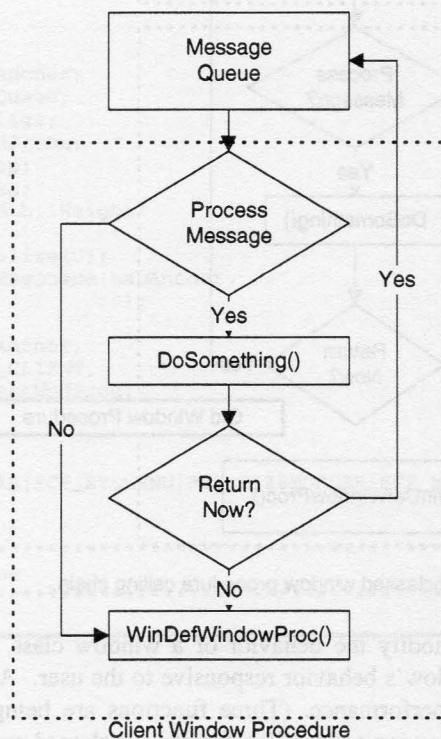 Message
Queue
Process
Message
Yes
Yes
DoSomething()
No
Return
Now?
No
WinDefWindowProc()
Client Window Procedure